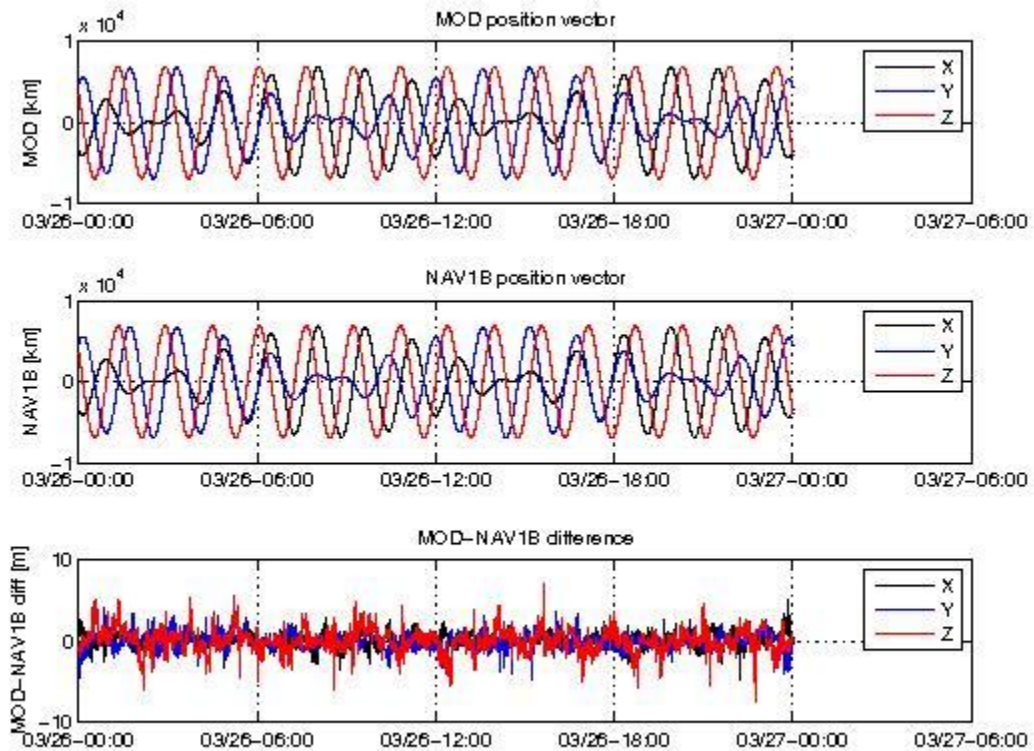 x 10⁴
MOD position vector
1
0
−1
MOD [km]
X
Y
Z
03/26−00:00 03/26−06:00 03/26−12:00 03/26−18:00 03/27−00:00 03/27−06:00
x 10⁴
NAV1B position vector
1
0
−1
NAV1B [km]
X
Y
Z
03/26−00:00 03/26−06:00 03/26−12:00 03/26−18:00 03/27−00:00 03/27−06:00
MOD−NAV1B difference
10
0
−10
MOD−NAV1B diff [m]
X
Y
Z
03/26−00:00 03/26−06:00 03/26−12:00 03/26−18:00 03/27−00:00 03/27−06:00